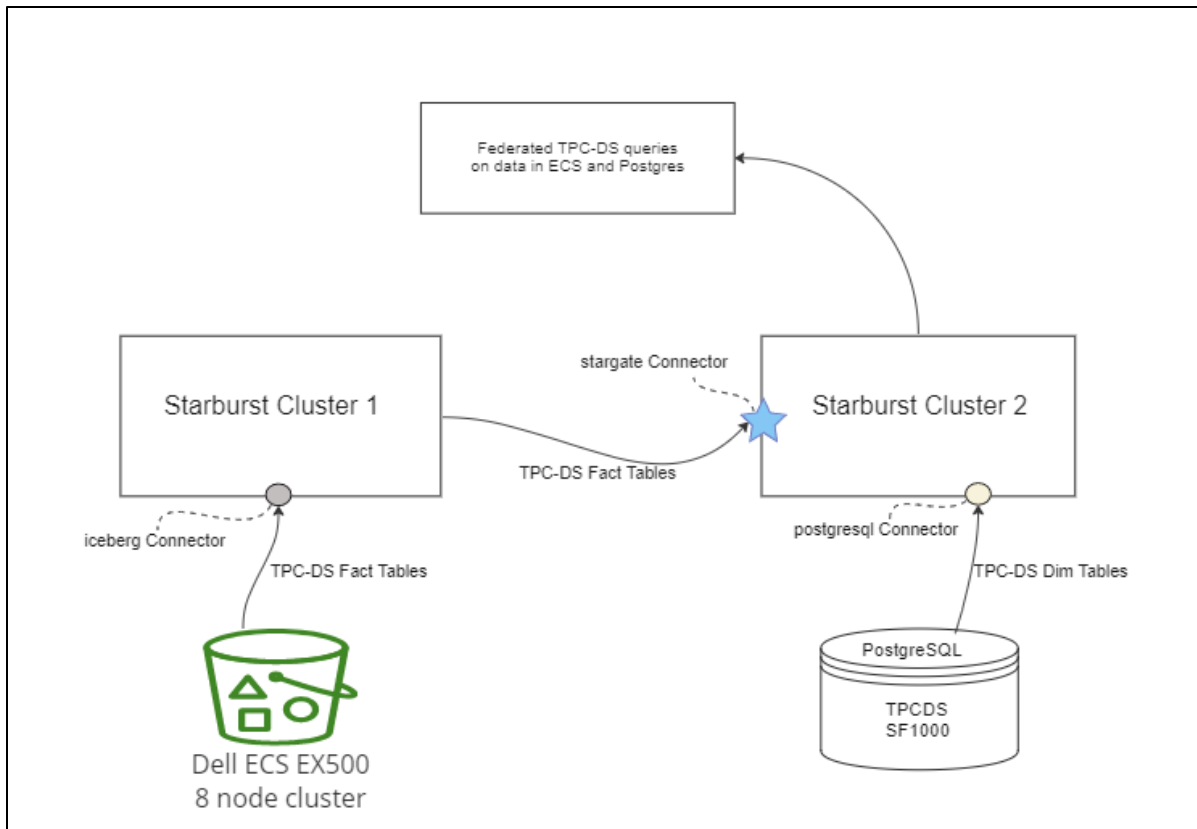 Federated TPC-DS queries
on data in ECS and Postgres
stargate Connector
Starburst Cluster 1
Starburst Cluster 2
TPC-DS Fact Tables
iceberg Connector
postgresql Connector
TPC-DS Fact Tables
TPC-DS Dim Tables
PostgreSQL
TPCDS
SF1000
Dell ECS EX500
8 node cluster